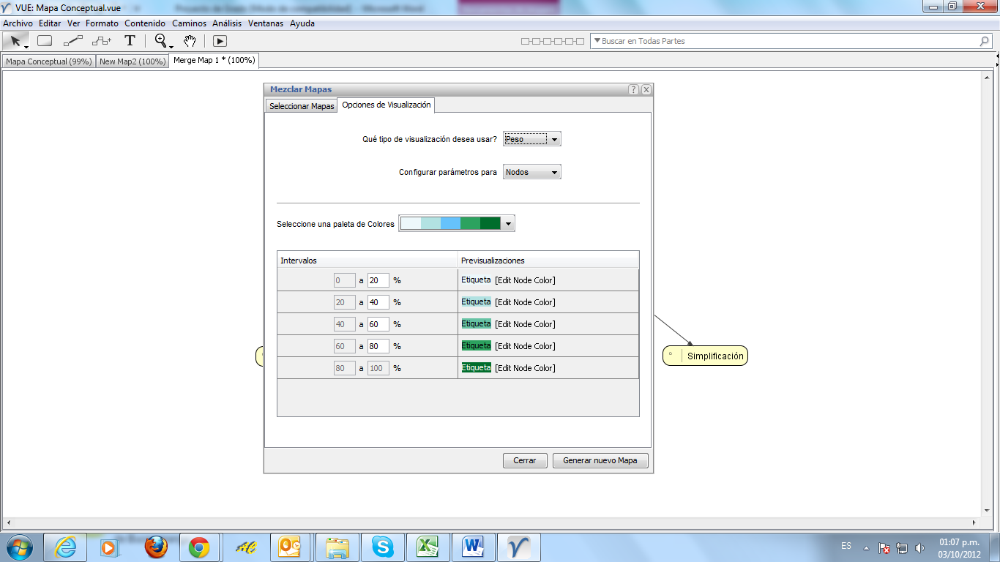 VUE: Mapa Conceptual.vue
Archivo Editar Ver Formato Contenido Caminos Análisis Ventanas Ayuda
T
Buscar en Todas Partes
Mapa Conceptual (99%) New Map2 (100%) Merge Map 1 * (100%)
Mezclar Mapas ? X
Seleccionar Mapas Opciones de Visualización
Qué tipo de visualización desea usar? Peso
Configurar parámetros para Nodos
Seleccione una paleta de Colores
Intervalos Previsualizaciones
0 a 20 % Etiqueta [Edit Node Color]
20 a 40 % Etiqueta [Edit Node Color]
40 a 60 % Etiqueta [Edit Node Color]
60 a 80 % Etiqueta [Edit Node Color]
80 a 100 % Etiqueta [Edit Node Color]
Simplificación
Cerrar Generar nuevo Mapa
ES 01:07 p.m.
03/10/2012